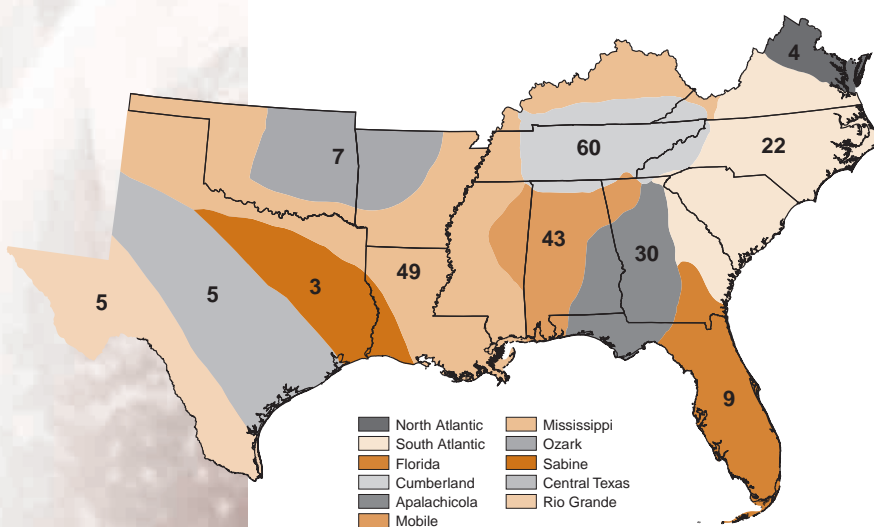 4
60
22
7
43
30
49
5
5
3
9
North Atlantic
South Atlantic
Florida
Cumberland
Apalachicola
Mobile
Mississippi
Ozark
Sabine
Central Texas
Rio Grande